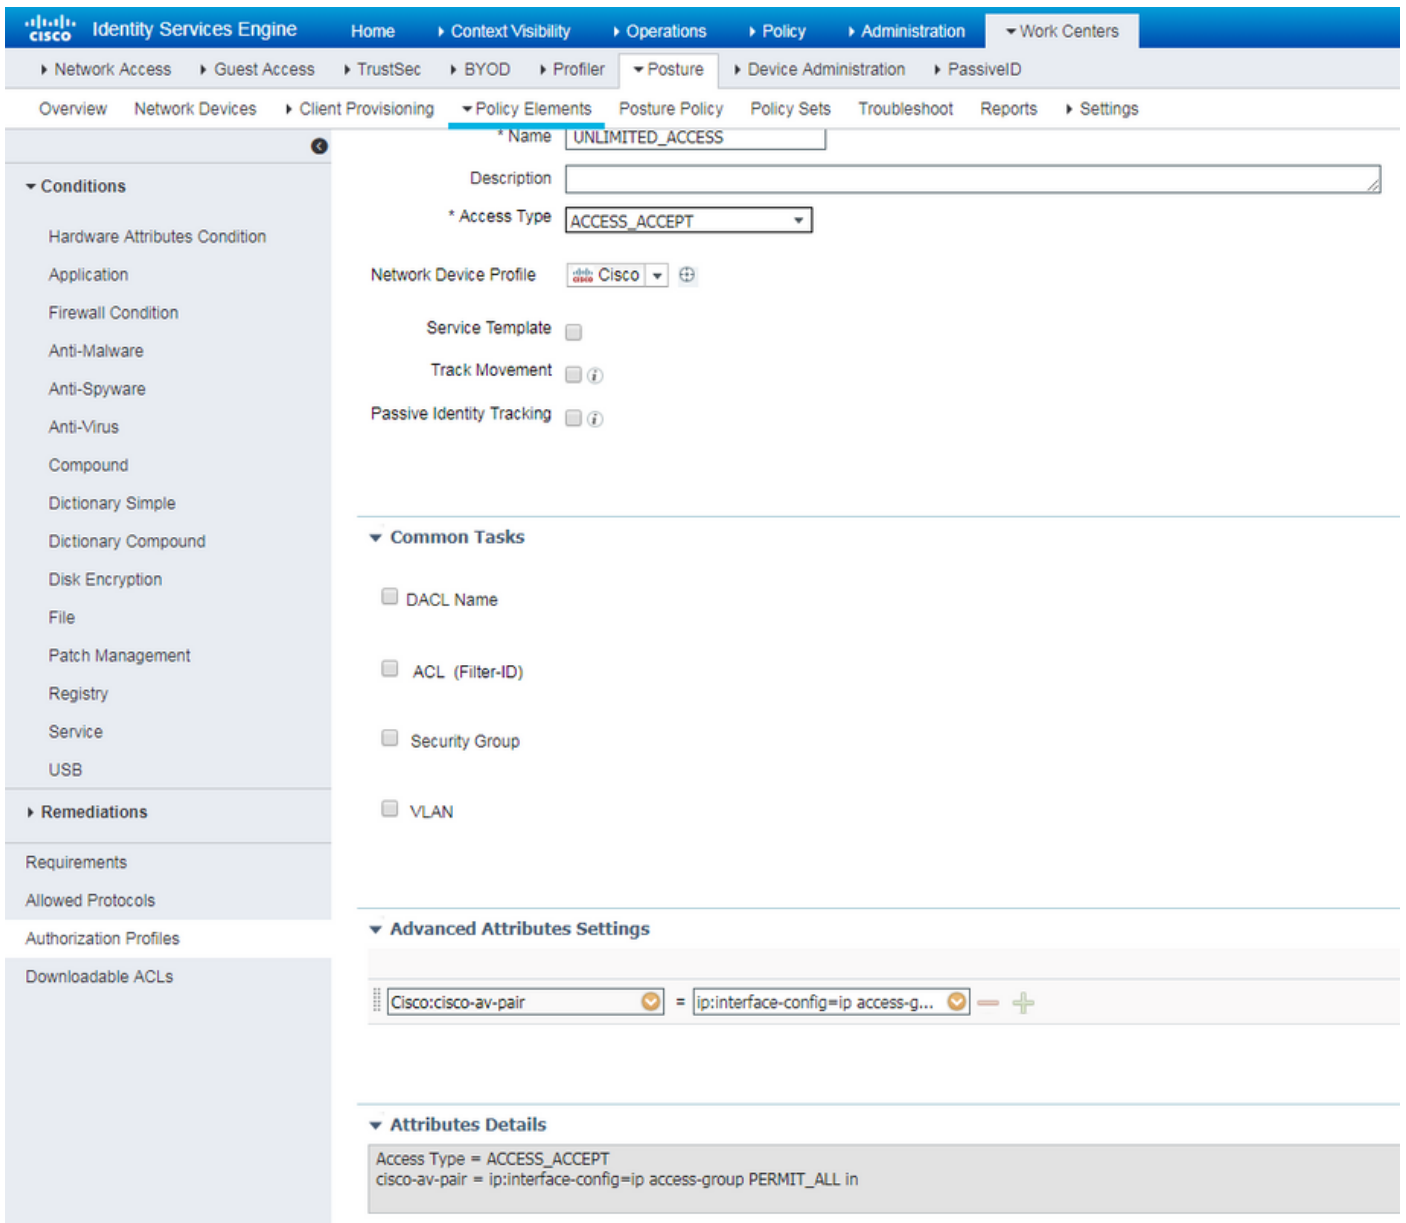 CISCO Identity Services Engine Home Context Visibility Operations Policy Administration Work Centers
Network Access Guest Access TrustSec BYOD Profiler Posture Device Administration PassiveID
Overview Network Devices Client Provisioning Policy Elements Posture Policy Policy Sets Troubleshoot Reports Settings
Conditions
Hardware Attributes Condition
Application
Firewall Condition
Anti-Malware
Anti-Spyware
Anti-Virus
Compound
Dictionary Simple
Dictionary Compound
Disk Encryption
File
Patch Management
Registry
Service
USB
Remediations
Requirements
Allowed Protocols
Authorization Profiles
Downloadable ACLs
* Name UNLIMITED_ACCESS
Description
* Access Type ACCESS_ACCEPT
Network Device Profile CISCO Cisco
Service Template
Track Movement i
Passive Identity Tracking i
Common Tasks
DACL Name
ACL (Filter-ID)
Security Group
VLAN
Advanced Attributes Settings
Cisco:cisco-av-pair = ip:interface-config=ip access-g...
Attributes Details
Access Type = ACCESS_ACCEPT
cisco-av-pair = ip:interface-config=ip access-group PERMIT_ALL in